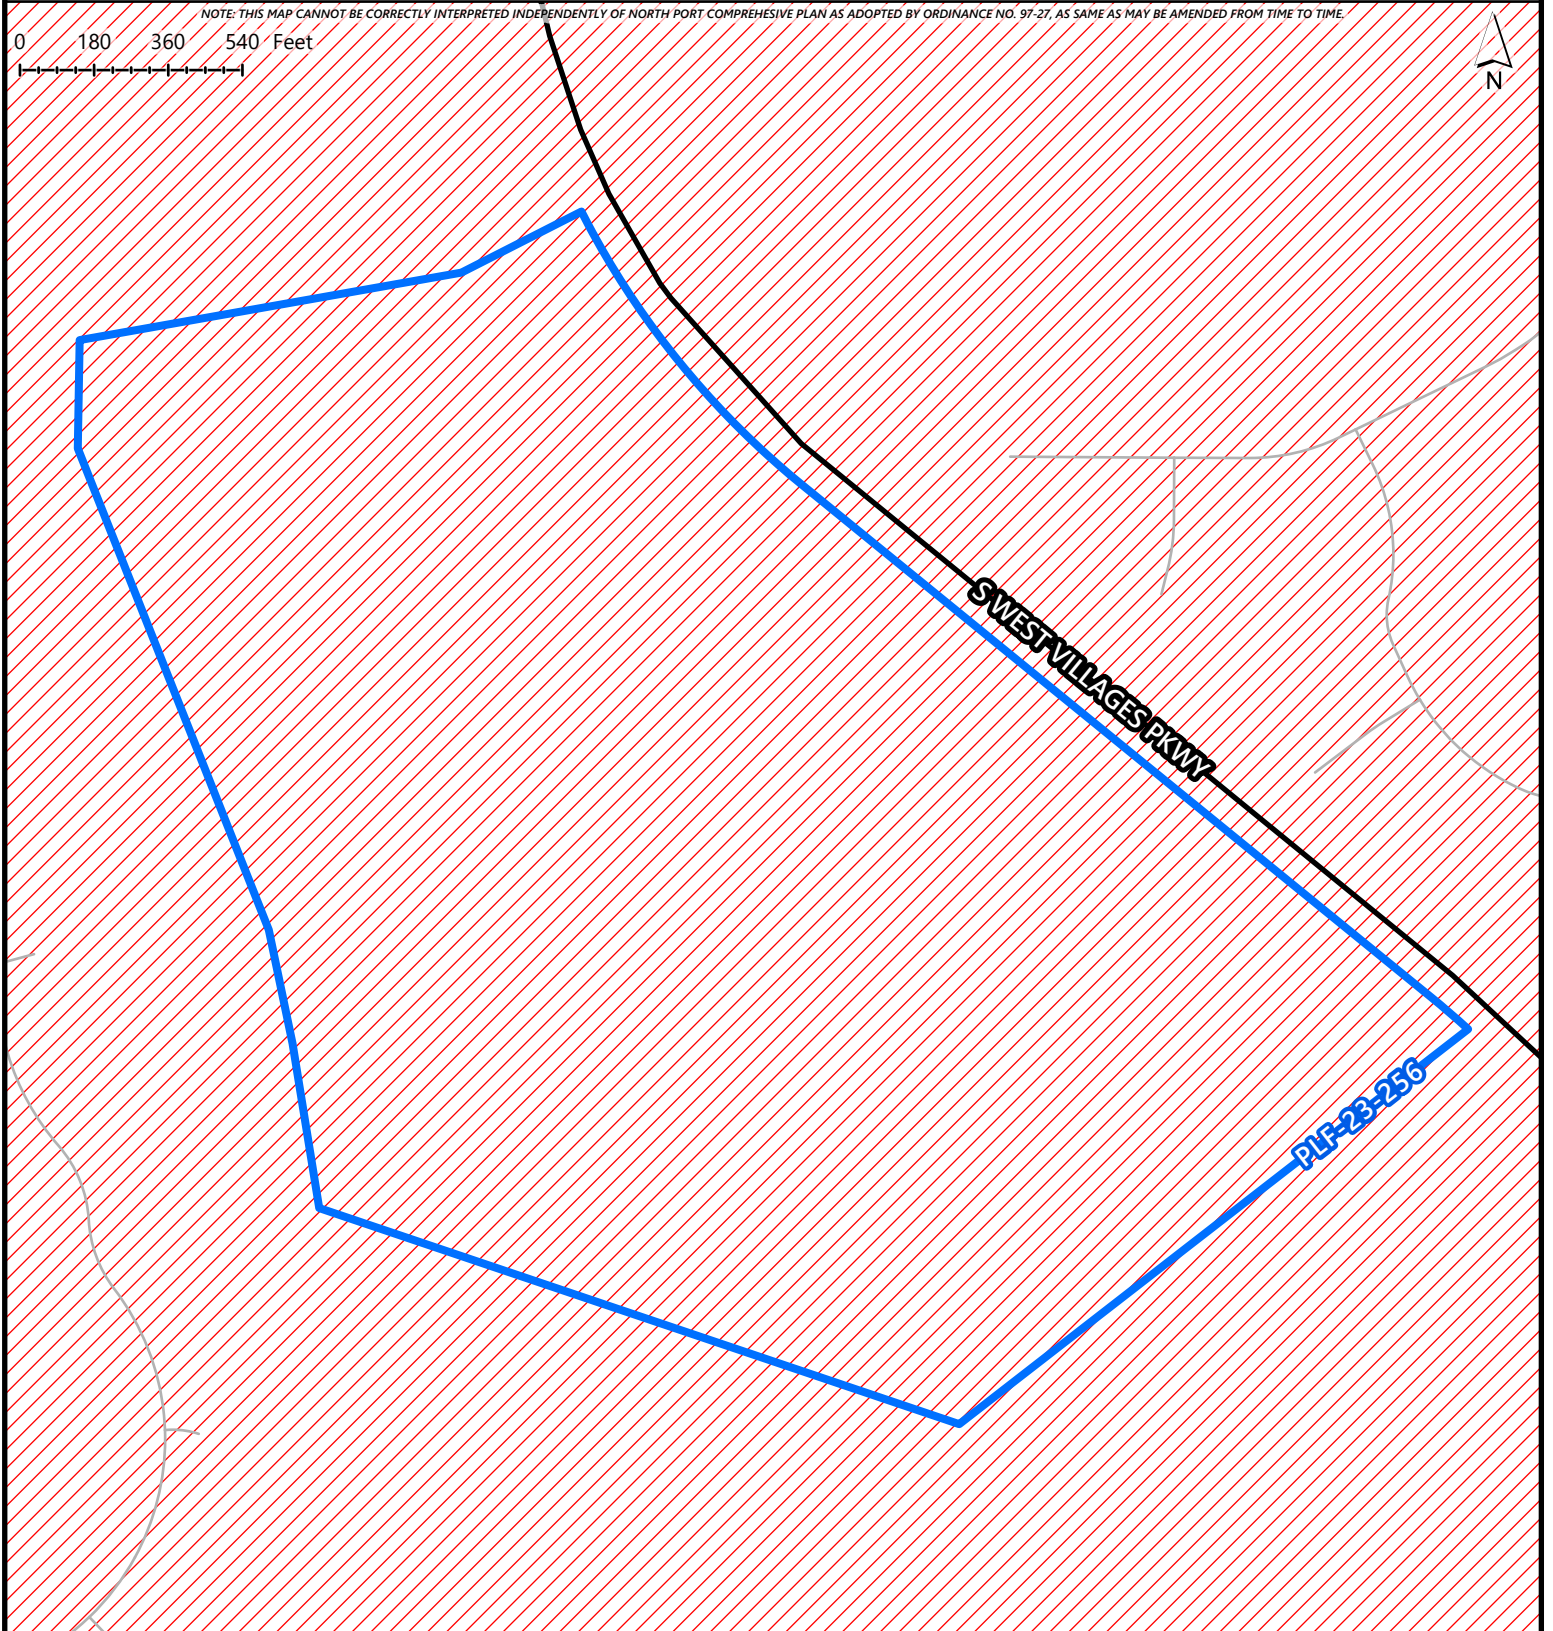 NOTE: THIS MAP CANNOT BE CORRECTLY INTERPRETED INDEPENDENTLY OF NORTH PORT COMPREHESIVE PLAN AS ADOPTED BY ORDINANCE NO. 97-27, AS SAME AS MAY BE AMENDED FROM TIME TO TIME.
0 180 360 540 Feet
N
S WEST VILLAGES PKWY
PLF-23-256